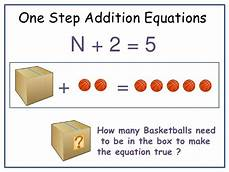 One Step Addition Equations
N + 2 = 5
+ =
?
How many Basketballs need
to be in the box to make
the equation true ?